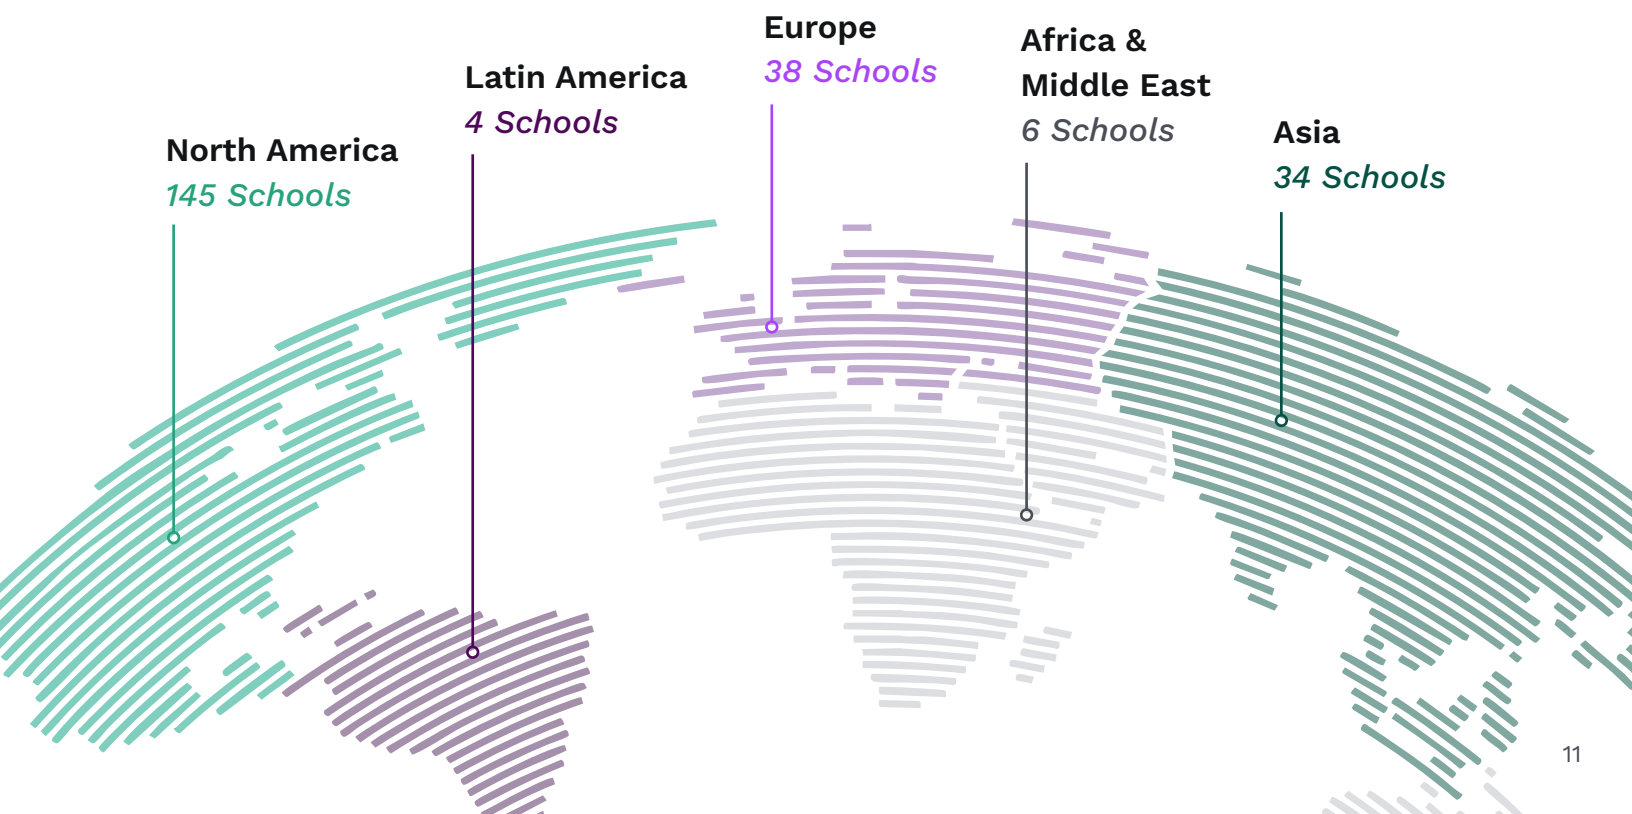 North America
145 Schools
Latin America
4 Schools
Europe
38 Schools
Africa &
Middle East
6 Schools
Asia
34 Schools
11